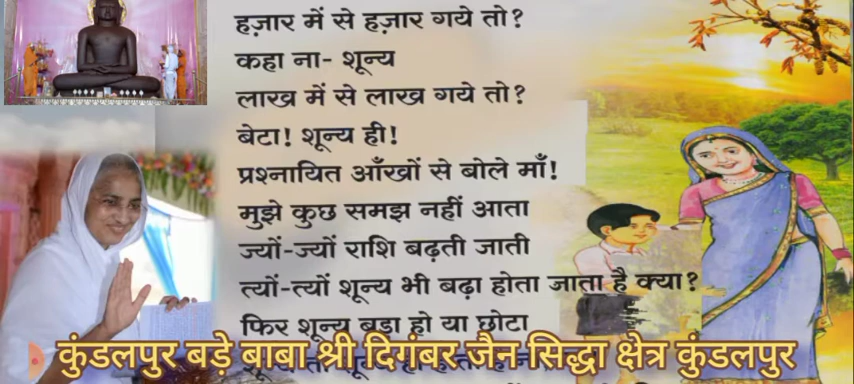 हज़ार में से हज़ार गये तो?
कहा ना- शून्य
लाख में से लाख गये तो?
बेटा! शून्य ही!
प्रश्नायित आँखों से बोले माँ!
मुझे कुछ समझ नहीं आता
ज्यों-ज्यों राशि बढ़ती जाती
त्यों-त्यों शून्य भी बढ़ा होता जाता है क्या?
फिर शून्य बड़ा हो या छोटा
कुंडलपुर बड़े बाबा श्री दिगंबर जैन सिद्धा क्षेत्र कुंडलपुर